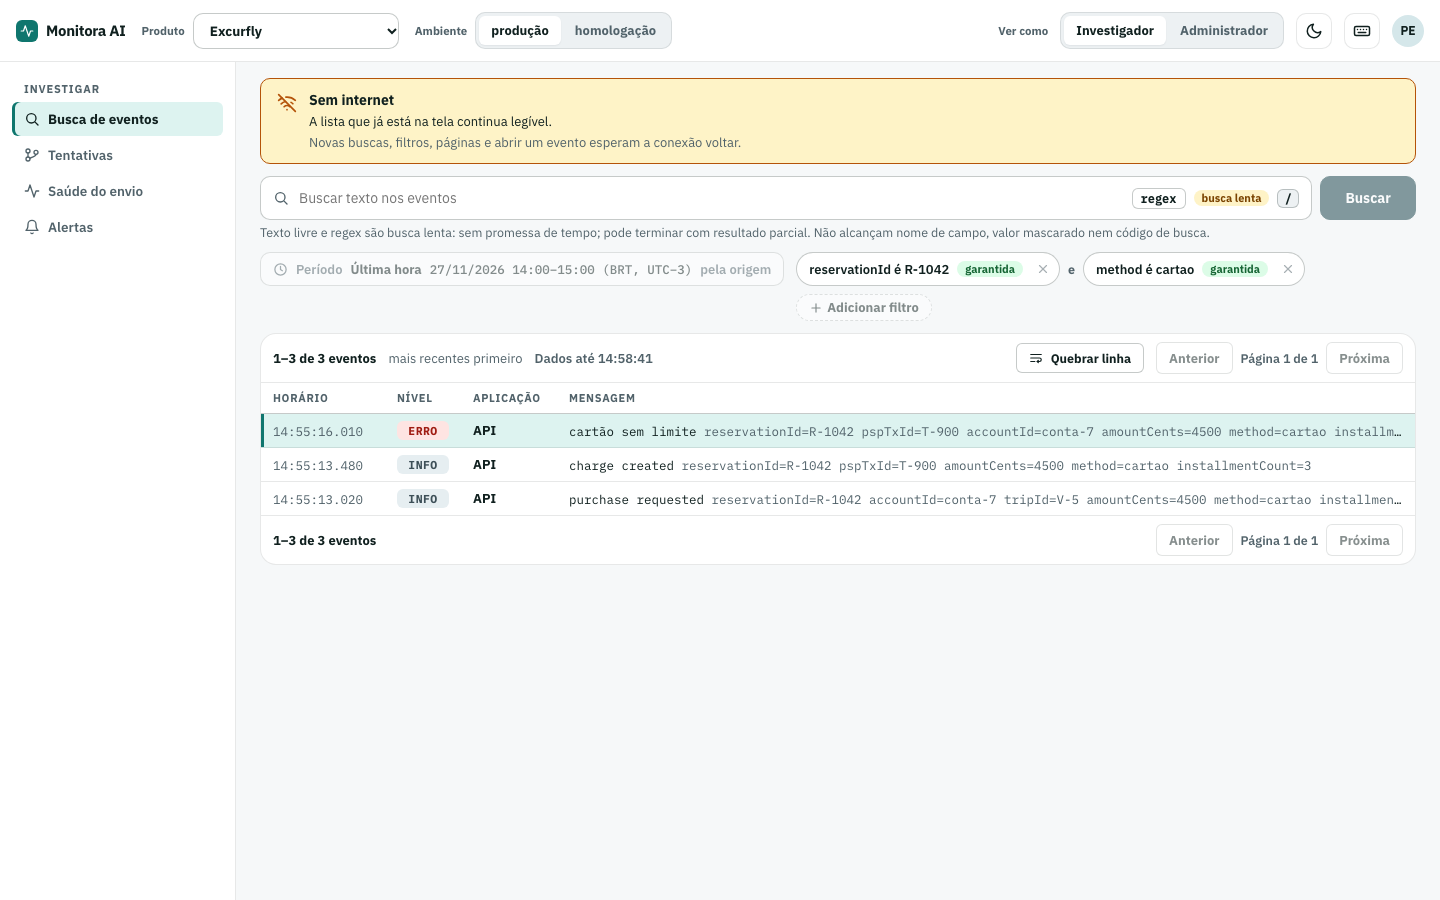 Monitora AI Produto Excurfly Ambiente produção homologação Ver como Investigador Administrador PE
INVESTIGAR
Busca de eventos
Tentativas
Saúde do envio
Alertas
Sem internet
A lista que já está na tela continua legível.
Novas buscas, filtros, páginas e abrir um evento esperam a conexão voltar.
Buscar texto nos eventos regex busca lenta / Buscar
Texto livre e regex são busca lenta: sem promessa de tempo; pode terminar com resultado parcial. Não alcançam nome de campo, valor mascarado nem código de busca.
Período Última hora 27/11/2026 14:00–15:00 (BRT, UTC−3) pela origem reservationId é R-1042 garantida × e method é cartao garantida ×
+ Adicionar filtro
1–3 de 3 eventos mais recentes primeiro Dados até 14:58:41 Quebrar linha Anterior Página 1 de 1 Próxima
HORÁRIO NÍVEL APLICAÇÃO MENSAGEM
14:55:16.010 ERRO API cartão sem limite reservationId=R-1042 pspTxId=T-900 accountId=conta-7 amountCents=4500 method=cartao installm…
14:55:13.480 INFO API charge created reservationId=R-1042 pspTxId=T-900 amountCents=4500 method=cartao installmentCount=3
14:55:13.020 INFO API purchase requested reservationId=R-1042 accountId=conta-7 tripId=V-5 amountCents=4500 method=cartao installmen…
1–3 de 3 eventos Anterior Página 1 de 1 Próxima